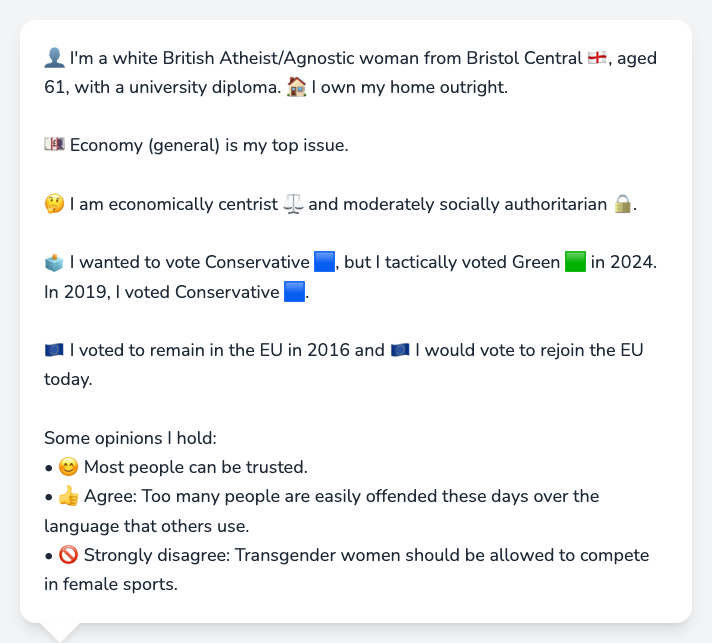 👤 I'm a white British Atheist/Agnostic woman from Bristol Central 🏴󠁧󠁢󠁥󠁮󠁧󠁿, aged
61, with a university diploma. 🏠 I own my home outright.
💷 Economy (general) is my top issue.
🤔 I am economically centrist ⚖️ and moderately socially authoritarian 🔒.
🗳️ I wanted to vote Conservative 🟦, but I tactically voted Green 🟩 in 2024.
In 2019, I voted Conservative 🟦.
🇪🇺 I voted to remain in the EU in 2016 and 🇪🇺 I would vote to rejoin the EU
today.
Some opinions I hold:
• 😊 Most people can be trusted.
• 👍 Agree: Too many people are easily offended these days over the
language that others use.
• 🚫 Strongly disagree: Transgender women should be allowed to compete
in female sports.